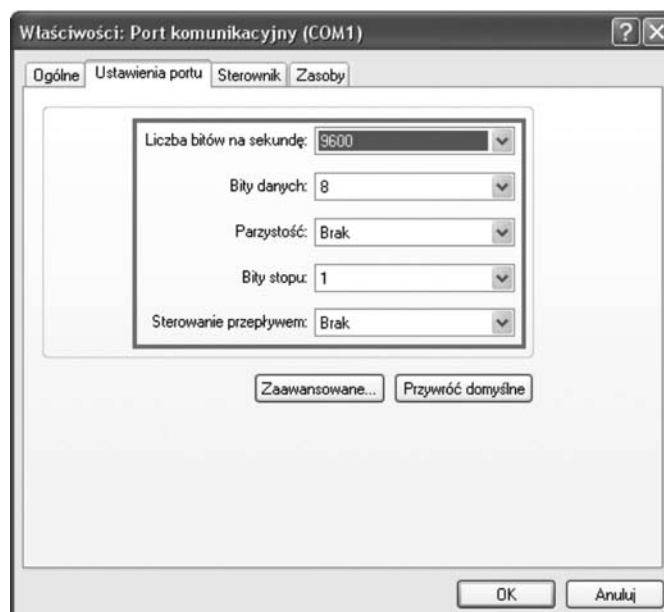 Właściwości: Port komunikacyjny (COM1)
Ogólne Ustawienia portu Sterownik Zasoby
Liczba bitów na sekundę: 9600
Bity danych: 8
Parzystość: Brak
Bity stopu: 1
Sterowanie przepływem: Brak
Zaawansowane... Przywróć domyślne
OK Anuluj